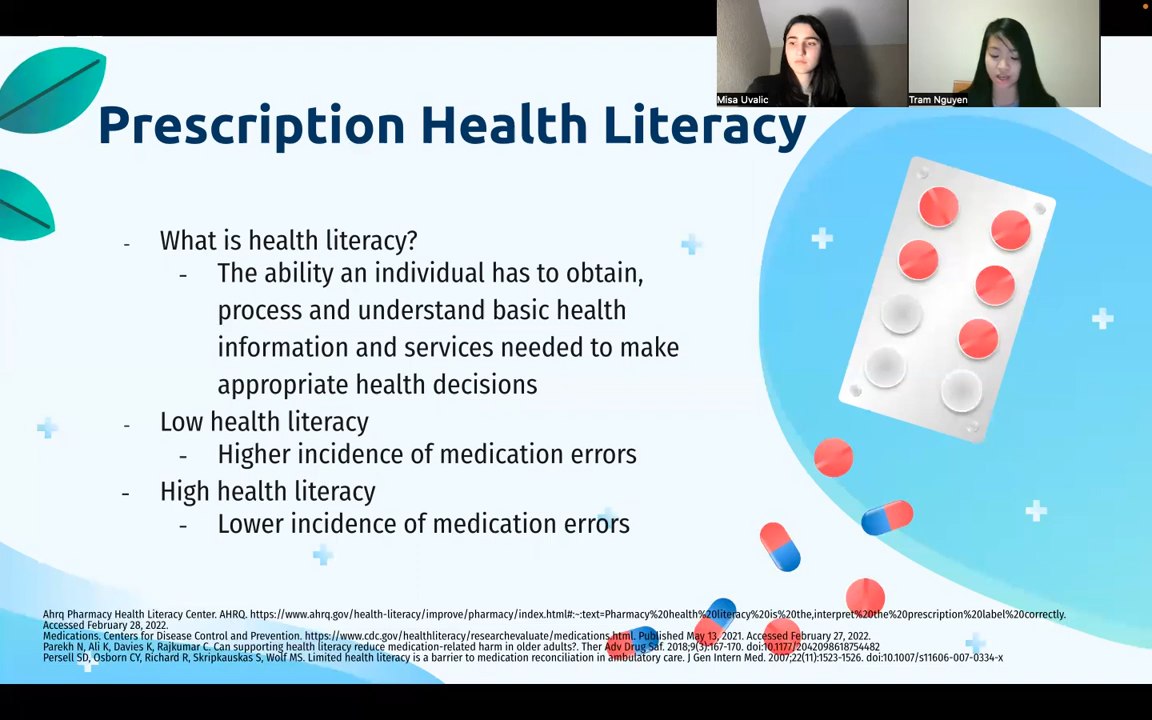 Misa Uvalic
Tram Nguyen
Prescription Health Literacy
- What is health literacy?
- The ability an individual has to obtain,
process and understand basic health
information and services needed to make
appropriate health decisions
- Low health literacy
- Higher incidence of medication errors
- High health literacy
- Lower incidence of medication errors
Ahrq Pharmacy Health Literacy Center. AHRQ. https://www.ahrq.gov/health-literacy/improve/pharmacy/index.html#:~:text=Pharmacy%20health%20literacy%20is%20the,interpret%20the%20prescription%20label%20correctly.
Accessed February 28, 2022.
Medications. Centers for Disease Control and Prevention. https://www.cdc.gov/healthliteracy/researchevaluate/medications.html. Published May 13, 2021. Accessed February 27, 2022.
Parekh N, Ali K, Davies K, Rajkumar C. Can supporting health literacy reduce medication-related harm in older adults?. Ther Adv Drug Saf. 2018;9(3):167-170. doi:10.1177/2042098618754482
Persell SD, Osborn CY, Richard R, Skripkauskas S, Wolf MS. Limited health literacy is a barrier to medication reconciliation in ambulatory care. J Gen Intern Med. 2007;22(11):1523-1526. doi:10.1007/s11606-007-0334-x